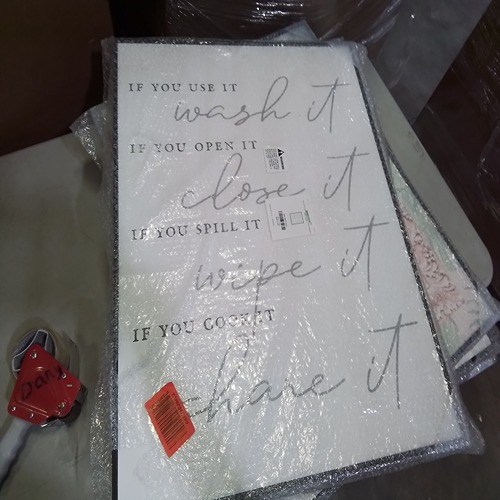 IF YOU USE IT
wash it
IF YOU OPEN IT
close it
IF YOU SPILL IT
wipe it
IF YOU COOK IT
share it
Dany